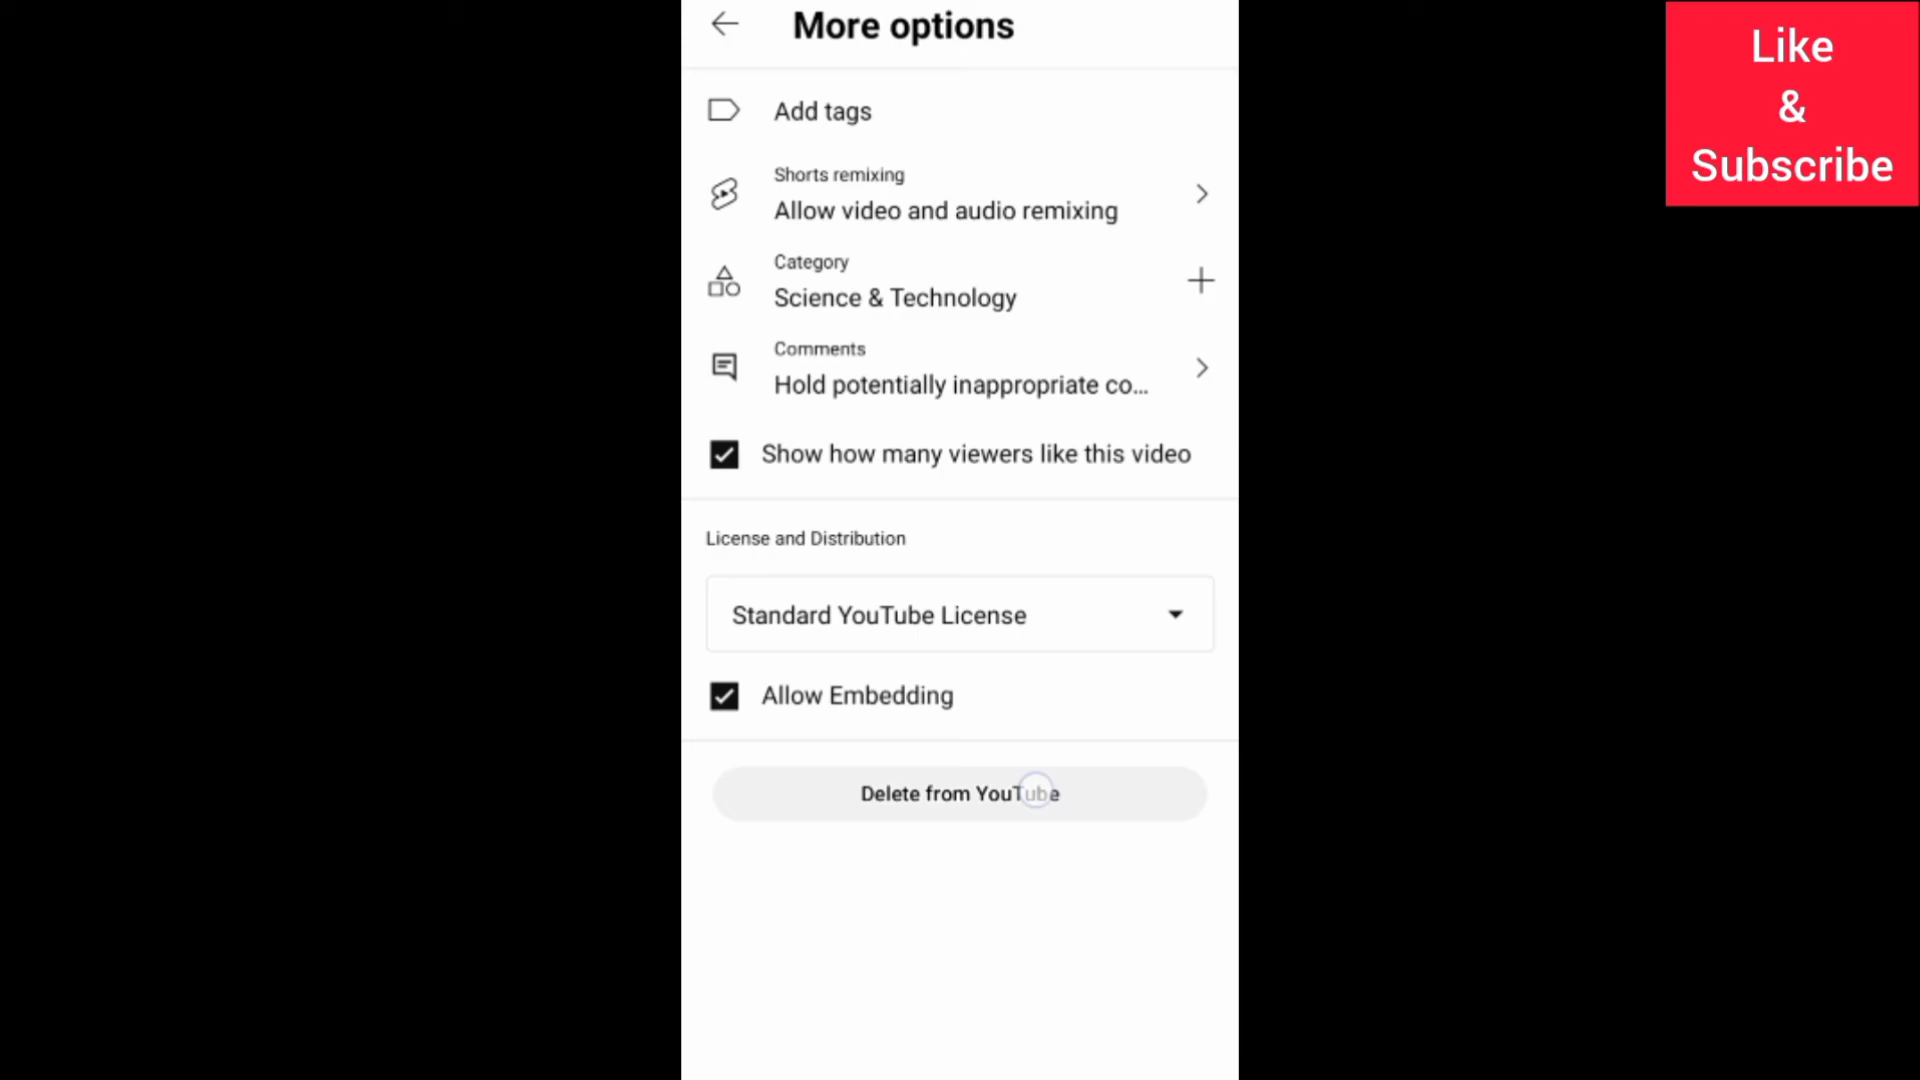 More options
Like
&
Subscribe
Add tags
Shorts remixing
Allow video and audio remixing
Category
Science & Technology
Comments
Hold potentially inappropriate co...
Show how many viewers like this video
License and Distribution
Standard YouTube License
Allow Embedding
Delete from YouTube